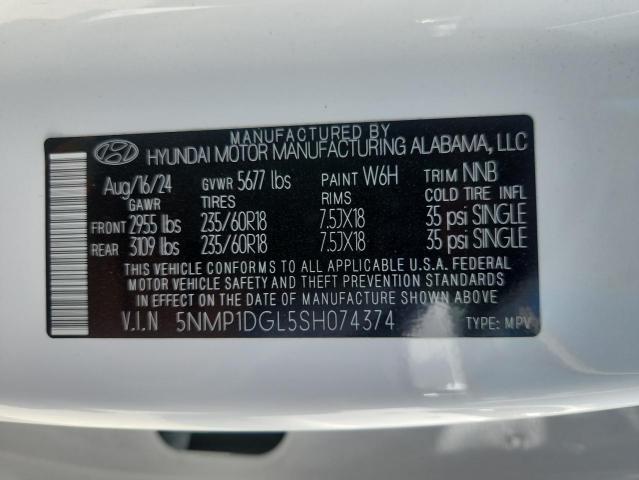 MANUFACTURED BY
HYUNDAI MOTOR MANUFACTURING ALABAMA, LLC
Aug/16/24 GVWR 5677 lbs PAINT W6H TRIM NNB
GAWR TIRES RIMS COLD TIRE INFL
FRONT 2955 lbs 235/60R18 7.5JX18 35 psi SINGLE
REAR 3109 lbs 235/60R18 7.5JX18 35 psi SINGLE
THIS VEHICLE CONFORMS TO ALL APPLICABLE U.S.A. FEDERAL
MOTOR VEHICLE SAFETY AND THEFT PREVENTION STANDARDS
IN EFFECT ON THE DATE OF MANUFACTURE SHOWN ABOVE
V.I.N 5NMP1DGL5SH074374 TYPE: MPV